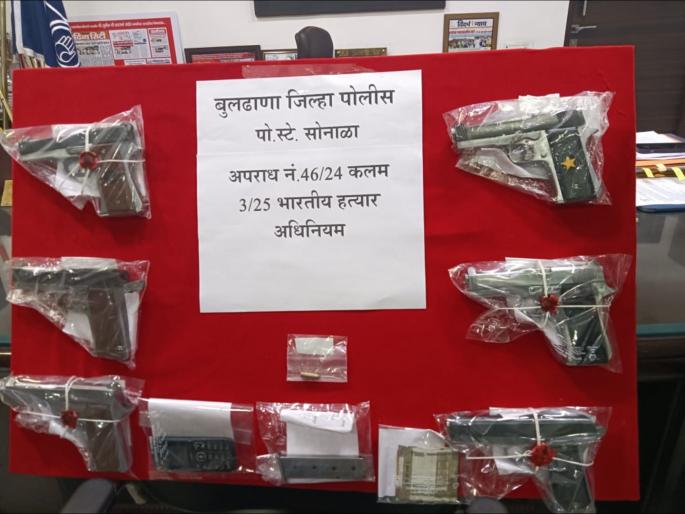 बुलढाणा जिल्हा पोलीस
पो.स्टे. सोनाळा
अपराध नं.46/24 कलम
3/25 भारतीय हत्यार
अधिनियम